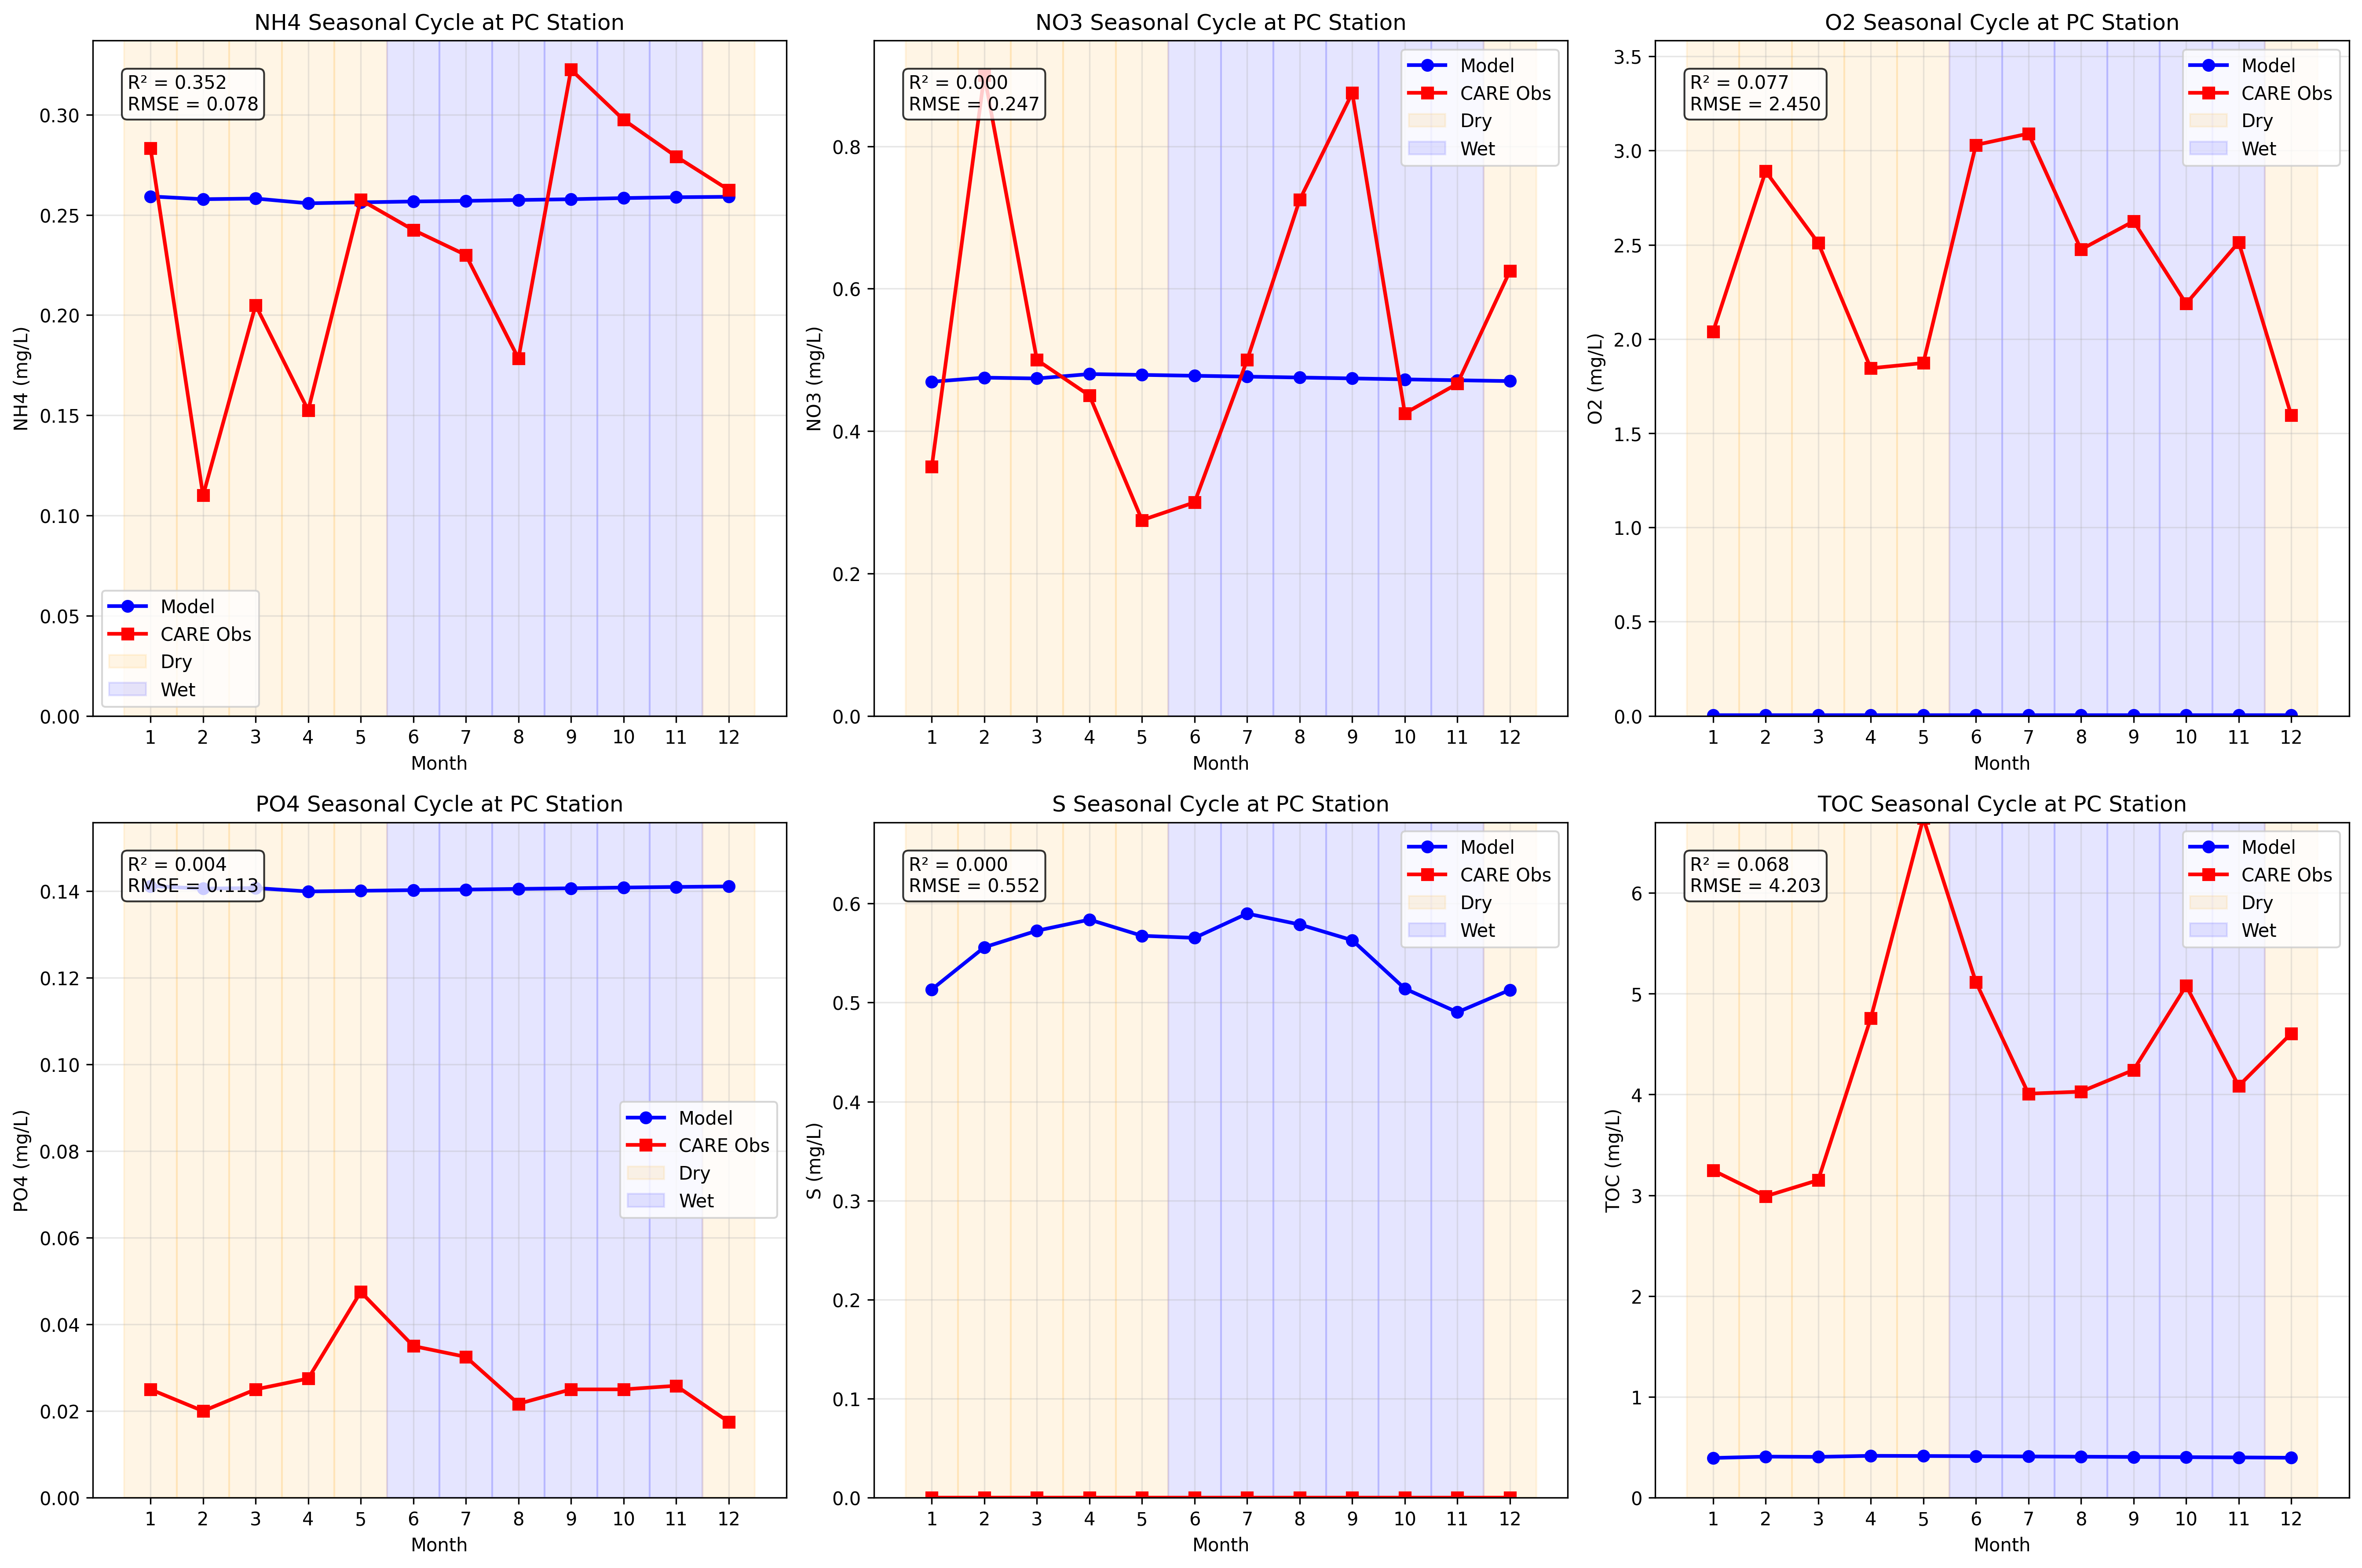 NH4 Seasonal Cycle at PC Station
R² = 0.352
RMSE = 0.078
0.30
0.25
0.20
0.15
0.10
0.05
0.00
NH4 (mg/L)
Model
CARE Obs
Dry
Wet
1 2 3 4 5 6 7 8 9 10 11 12
Month
NO3 Seasonal Cycle at PC Station
R² = 0.000
RMSE = 0.247
Model
CARE Obs
Dry
Wet
0.8
0.6
0.4
0.2
0.0
NO3 (mg/L)
1 2 3 4 5 6 7 8 9 10 11 12
Month
O2 Seasonal Cycle at PC Station
R² = 0.077
RMSE = 2.450
Model
CARE Obs
Dry
Wet
3.5
3.0
2.5
2.0
1.5
1.0
0.5
0.0
O2 (mg/L)
1 2 3 4 5 6 7 8 9 10 11 12
Month
PO4 Seasonal Cycle at PC Station
R² = 0.004
RMSE = 0.113
0.14
0.12
0.10
0.08
0.06
0.04
0.02
0.00
PO4 (mg/L)
Model
CARE Obs
Dry
Wet
1 2 3 4 5 6 7 8 9 10 11 12
Month
S Seasonal Cycle at PC Station
R² = 0.000
RMSE = 0.552
Model
CARE Obs
Dry
Wet
0.6
0.5
0.4
0.3
0.2
0.1
0.0
S (mg/L)
1 2 3 4 5 6 7 8 9 10 11 12
Month
TOC Seasonal Cycle at PC Station
R² = 0.068
RMSE = 4.203
Model
CARE Obs
Dry
Wet
6
5
4
3
2
1
0
TOC (mg/L)
1 2 3 4 5 6 7 8 9 10 11 12
Month